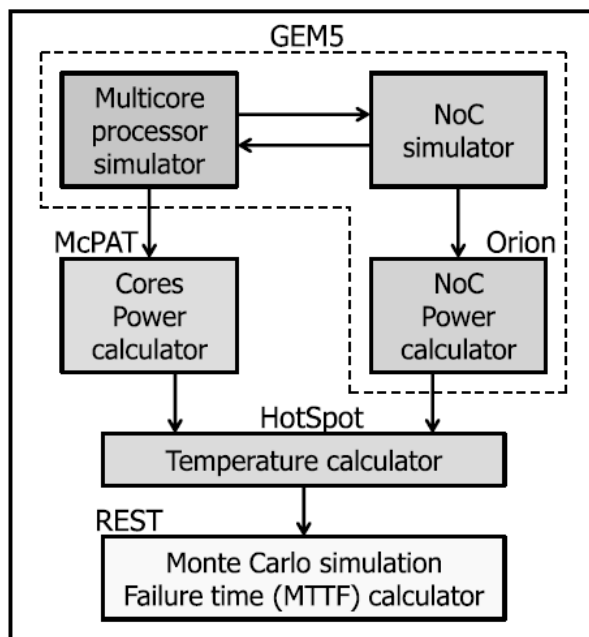 GEM5
Multicore
processor
simulator
NoC
simulator
McPAT
Orion
Cores
Power
calculator
NoC
Power
calculator
HotSpot
Temperature calculator
REST
Monte Carlo simulation
Failure time (MTTF) calculator